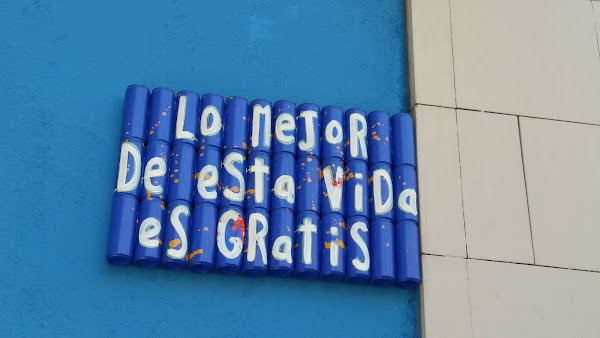 Lo MeJoR
De eSta ViDa
eS GRatiS